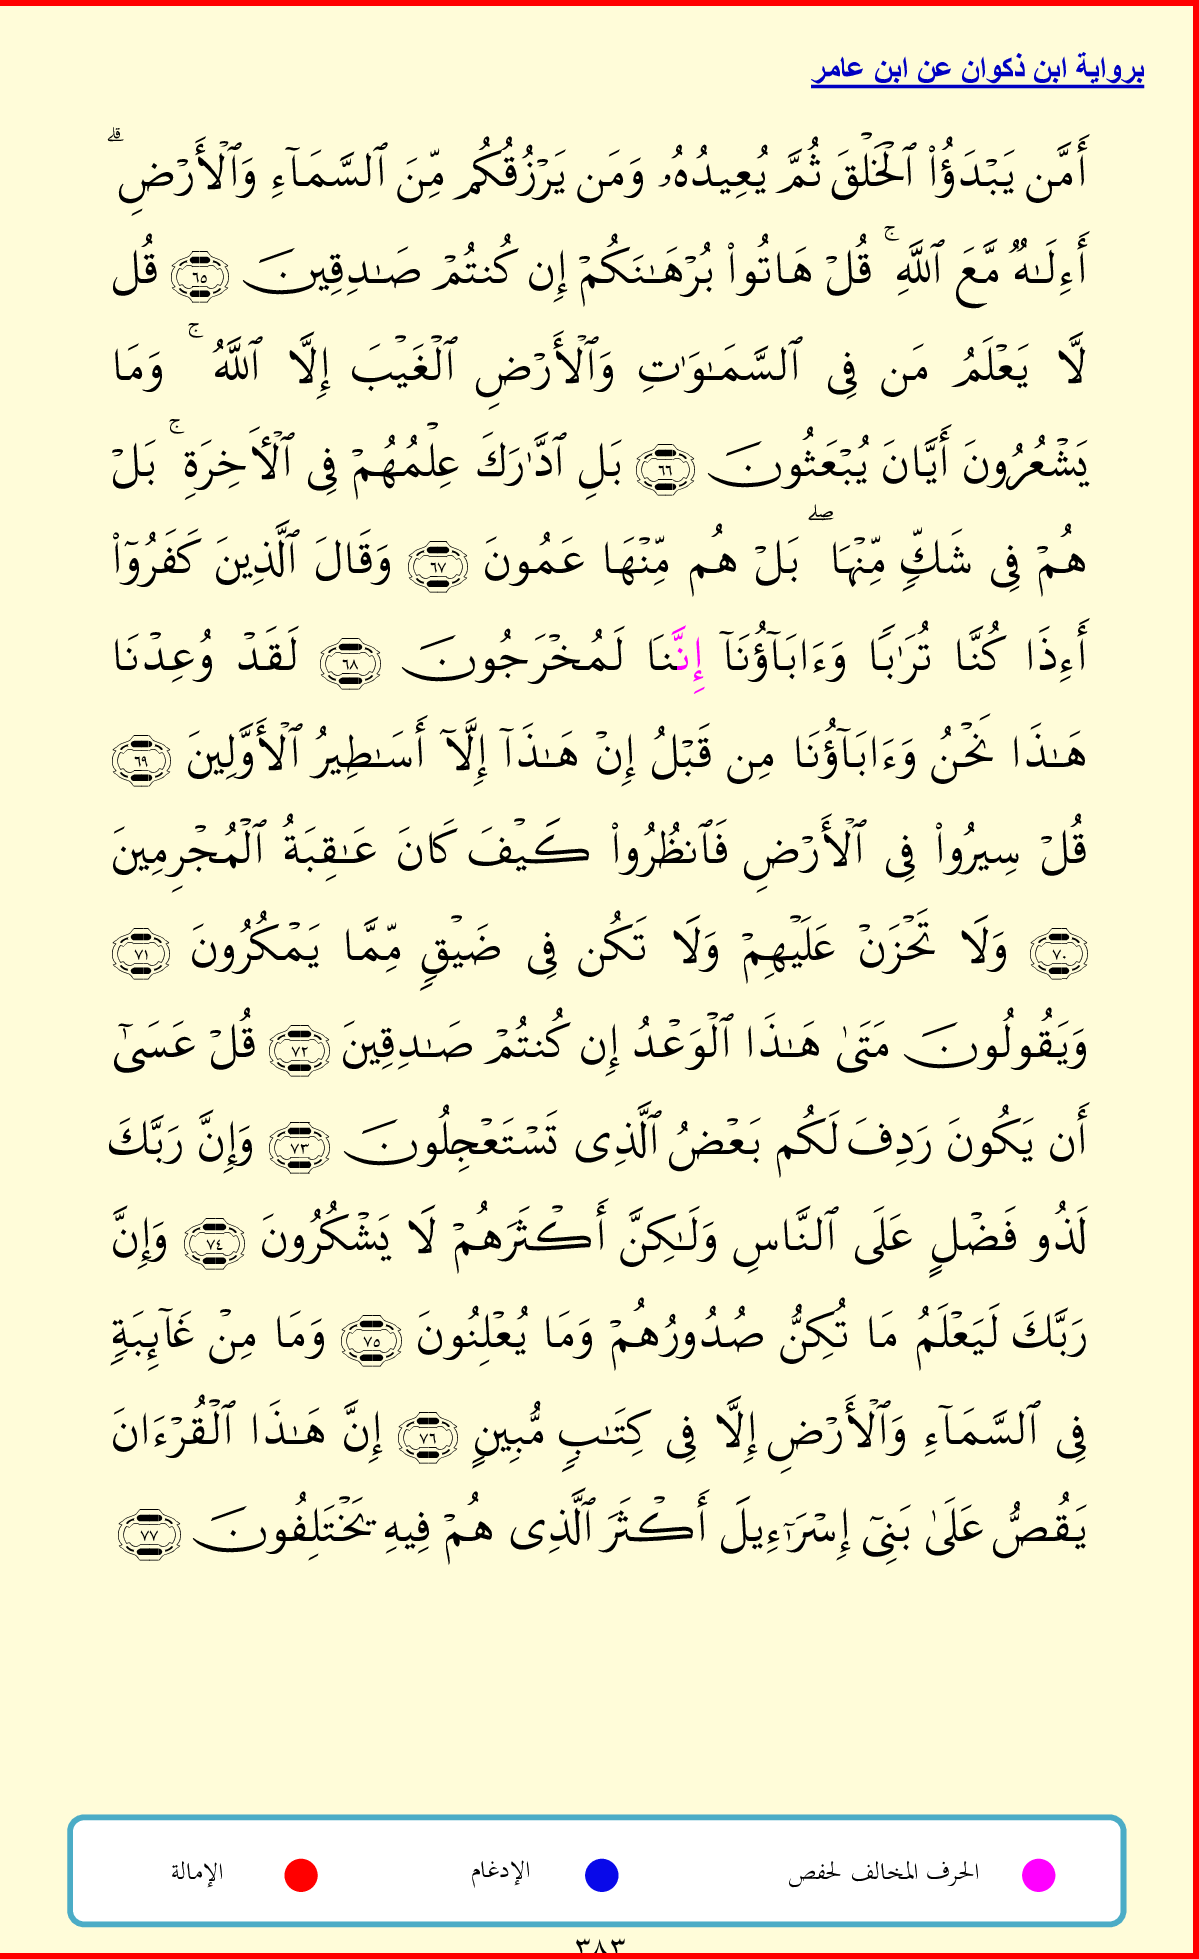 برواية ابن ذكوان عن ابن عامر
أَمَّن يَبۡدَؤُاْ ٱلۡخَلۡقَ ثُمَّ يُعِيدُهُۥ وَمَن يَرۡزُقُكُم مِّنَ ٱلسَّمَآءِ وَٱلۡأَرۡضِۗ
أَءِلَٰهٞ مَّعَ ٱللَّهِۚ قُلۡ هَاتُواْ بُرۡهَٰنَكُمۡ إِن كُنتُمۡ صَٰدِقِينَ ٦٥ قُل
لَّا يَعۡلَمُ مَن فِى ٱلسَّمَٰوَٰتِ وَٱلۡأَرۡضِ ٱلۡغَيۡبَ إِلَّا ٱللَّهُۚ وَمَا
يَشۡعُرُونَ أَيَّانَ يُبۡعَثُونَ ٦٦ بَلِ ٱدَّٰرَكَ عِلۡمُهُمۡ فِى ٱلۡأَخِرَةِۚ بَلۡ
هُمۡ فِى شَكّٖ مِّنۡهَاۖ بَلۡ هُم مِّنۡهَا عَمُونَ ٦٧ وَقَالَ ٱلَّذِينَ كَفَرُوٓاْ
أَءِذَا كُنَّا تُرَٰبٗا وَءَابَآؤُنَآ إِنَّنَا لَمُخۡرَجُونَ ٦٨ لَقَدۡ وُعِدۡنَا
هَٰذَا نَحۡنُ وَءَابَآؤُنَا مِن قَبۡلُ إِنۡ هَٰذَآ إِلَّآ أَسَٰطِيرُ ٱلۡأَوَّلِينَ ٦٩
قُلۡ سِيرُواْ فِى ٱلۡأَرۡضِ فَٱنظُرُواْ كَيۡفَ كَانَ عَٰقِبَةُ ٱلۡمُجۡرِمِينَ
٧٠ وَلَا تَحۡزَنۡ عَلَيۡهِمۡ وَلَا تَكُن فِى ضَيۡقٖ مِّمَّا يَمۡكُرُونَ ٧١
وَيَقُولُونَ مَتَىٰ هَٰذَا ٱلۡوَعۡدُ إِن كُنتُمۡ صَٰدِقِينَ ٧٢ قُلۡ عَسَىٰٓ
أَن يَكُونَ رَدِفَ لَكُم بَعۡضُ ٱلَّذِى تَسۡتَعۡجِلُونَ ٧٣ وَإِنَّ رَبَّكَ
لَذُو فَضۡلٍ عَلَى ٱلنَّاسِ وَلَٰكِنَّ أَكۡثَرَهُمۡ لَا يَشۡكُرُونَ ٧٤ وَإِنَّ
رَبَّكَ لَيَعۡلَمُ مَا تُكِنُّ صُدُورُهُمۡ وَمَا يُعۡلِنُونَ ٧٥ وَمَا مِنۡ غَآئِبَةٖ
فِى ٱلسَّمَآءِ وَٱلۡأَرۡضِ إِلَّا فِى كِتَٰبٖ مُّبِينٍ ٧٦ إِنَّ هَٰذَا ٱلۡقُرۡءَانَ
يَقُصُّ عَلَىٰ بَنِىٓ إِسۡرَٰٓءِيلَ أَكۡثَرَ ٱلَّذِى هُمۡ فِيهِ يَخۡتَلِفُونَ ٧٧
الحرف المخالف لحفص الإدغام الإمالة
٣٨٣